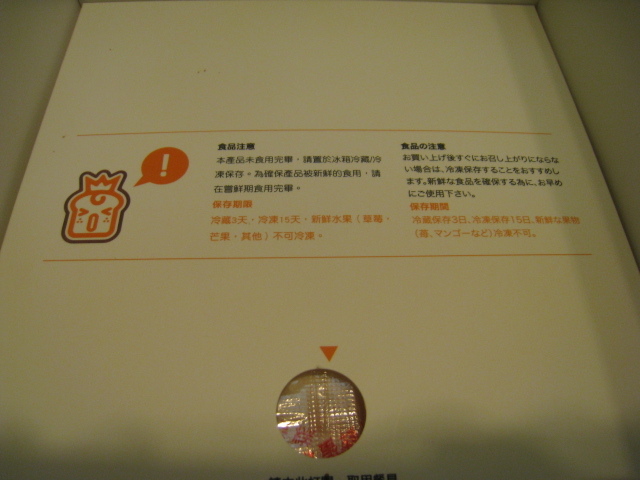 食品注意
本產品未食用完畢，請置於冰箱冷藏/冷
凍保存。為確保產品被新鮮的食用，請
在嘗鮮期食用完畢。
保存期限
冷藏3天，冷凍15天，新鮮水果（草莓，
芒果，其他）不可冷凍。
食品の注意
お買い上げ後すぐにお召し上がりにならな
い場合は、冷凍保存することをおすすめし
ます。新鮮な食品を確保する為に、お早め
にご使用下さい。
保存期間
冷蔵保存3日、冷凍保存15日、新鮮な果物
(苺、マンゴーなど)冷凍不可。